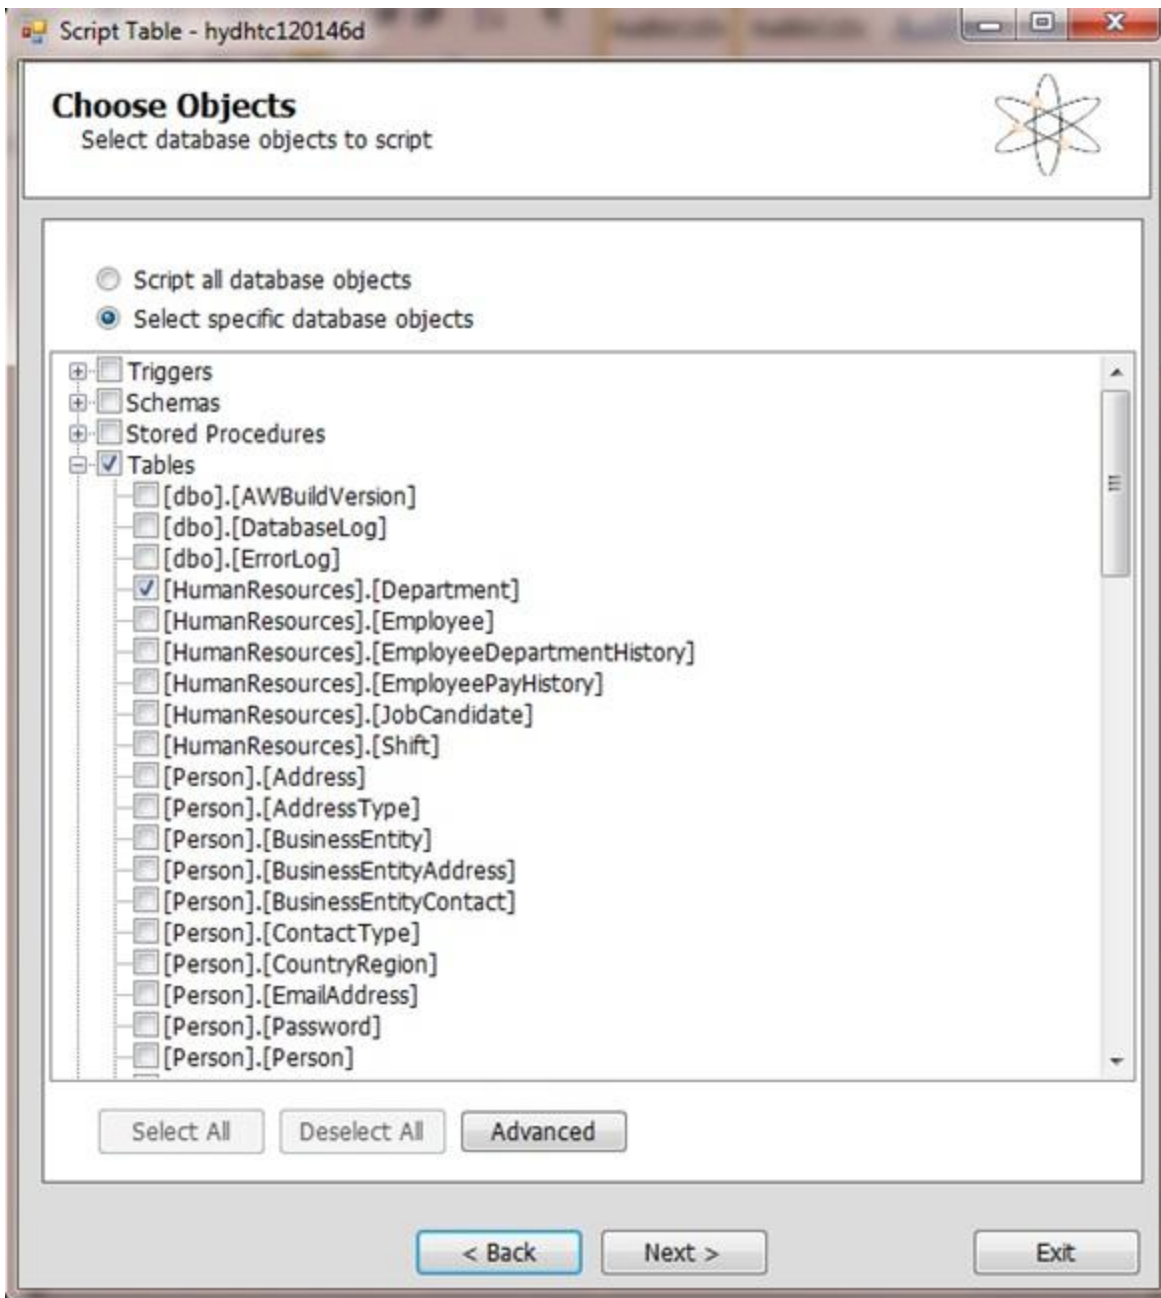 Script Table - hydhtc120146d
Choose Objects
Select database objects to script
Script all database objects
Select specific database objects
Triggers
Schemas
Stored Procedures
Tables
[dbo].[AWBuildVersion]
[dbo].[DatabaseLog]
[dbo].[ErrorLog]
[HumanResources].[Department]
[HumanResources].[Employee]
[HumanResources].[EmployeeDepartmentHistory]
[HumanResources].[EmployeePayHistory]
[HumanResources].[JobCandidate]
[HumanResources].[Shift]
[Person].[Address]
[Person].[AddressType]
[Person].[BusinessEntity]
[Person].[BusinessEntityAddress]
[Person].[BusinessEntityContact]
[Person].[ContactType]
[Person].[CountryRegion]
[Person].[EmailAddress]
[Person].[Password]
[Person].[Person]
Select All Deselect All Advanced
< Back Next > Exit